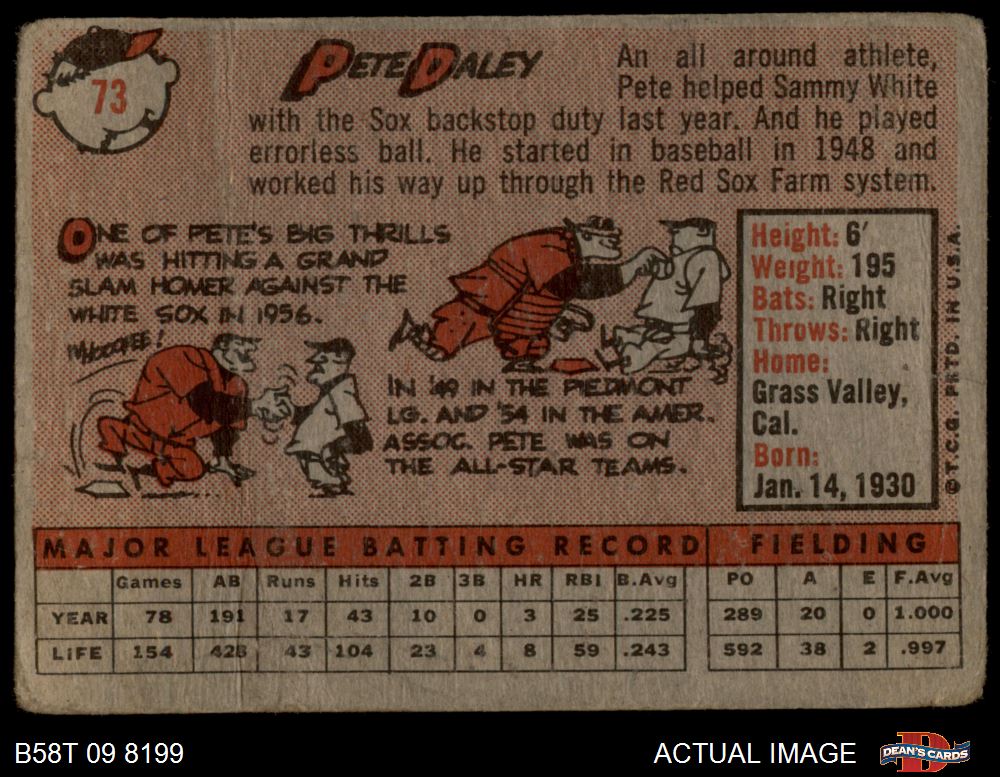 73
PETE DALEY
An all around athlete,
Pete helped Sammy White
with the Sox backstop duty last year. And he played
errorless ball. He started in baseball in 1948 and
worked his way up through the Red Sox Farm system.
ONE OF PETE'S BIG THRILLS
WAS HITTING A GRAND
SLAM HOMER AGAINST THE
WHITE SOX IN 1956.
WHOOPEE!
IN '49 IN THE PIEDMONT
LG. AND '54 IN THE AMER.
ASSOC. PETE WAS ON
THE ALL-STAR TEAMS.
Height: 6'
Weight: 195
Bats: Right
Throws: Right
Home:
Grass Valley,
Cal.
Born:
Jan. 14, 1930
© T.C.G. PRTD. IN U.S.A.
MAJOR LEAGUE BATTING RECORD FIELDING
Games AB Runs Hits 2B 3B HR RBI B.Avg PO A E F.Avg
YEAR 78 191 17 43 10 0 3 25 .225 289 20 0 1.000
LIFE 154 428 43 104 23 4 8 59 .243 592 38 2 .997
B58T 09 8199
ACTUAL IMAGE
DEAN'S CARDS